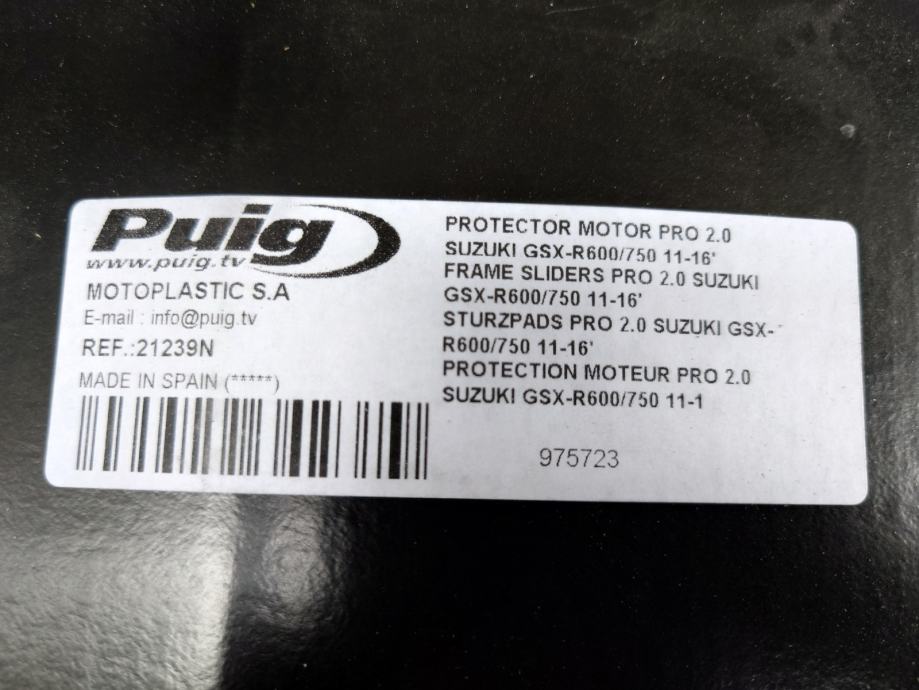 Puig
www.puig.tv
MOTOPLASTIC S.A
E-mail : info@puig.tv
REF.:21239N
MADE IN SPAIN (*****)
PROTECTOR MOTOR PRO 2.0
SUZUKI GSX-R600/750 11-16'
FRAME SLIDERS PRO 2.0 SUZUKI
GSX-R600/750 11-16'
STURZPADS PRO 2.0 SUZUKI GSX-
R600/750 11-16'
PROTECTION MOTEUR PRO 2.0
SUZUKI GSX-R600/750 11-1
975723